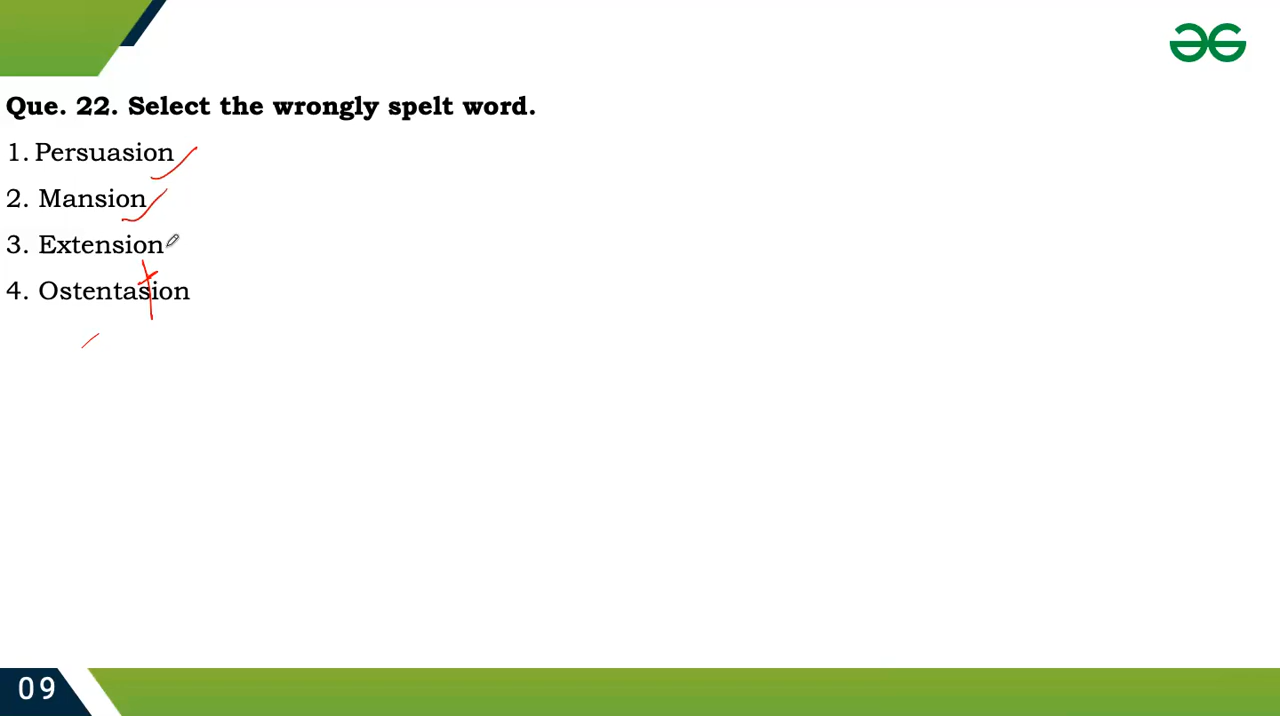 Que. 22. Select the wrongly spelt word.
1. Persuasion
2. Mansion
3. Extension
4. Ostentasion
09